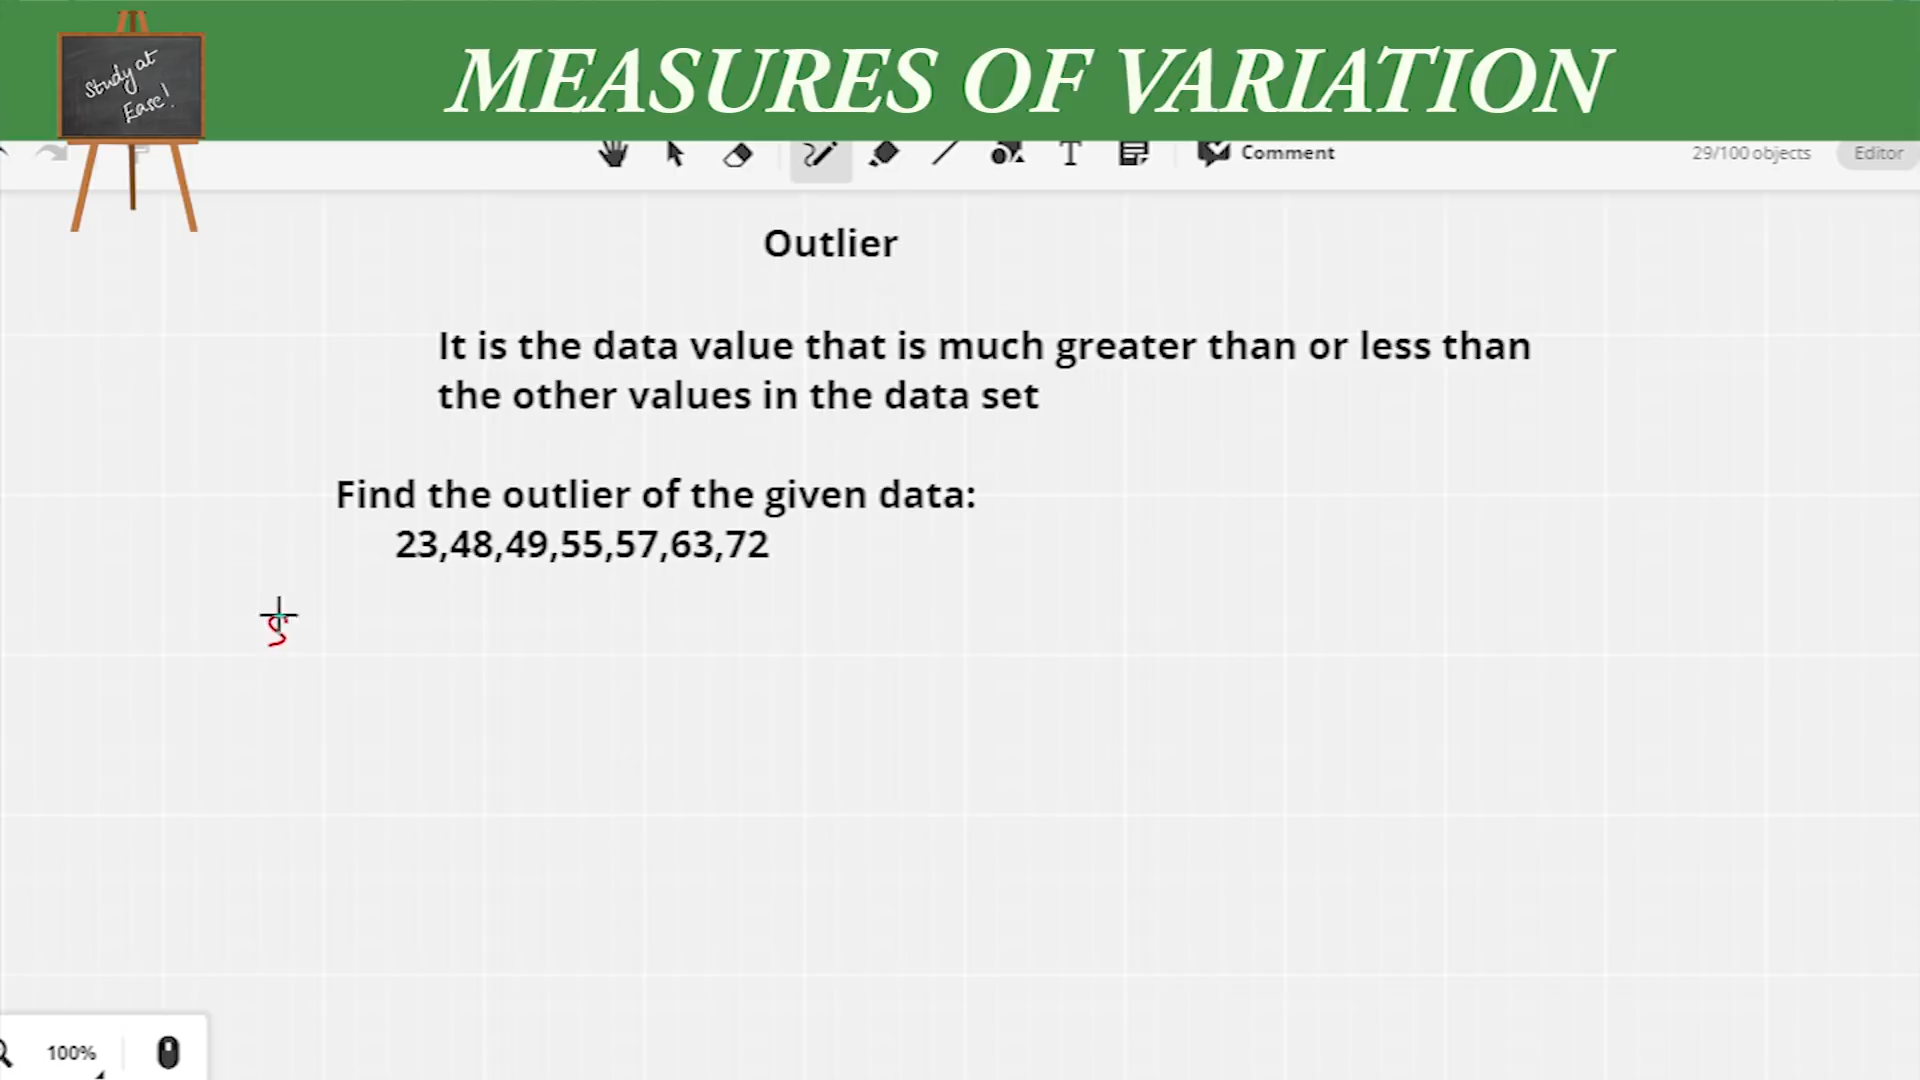 Study at
Ease!
MEASURES OF VARIATION
T
Comment
29/100 objects
Editor
Outlier
It is the data value that is much greater than or less than
the other values in the data set
Find the outlier of the given data:
23,48,49,55,57,63,72
100%